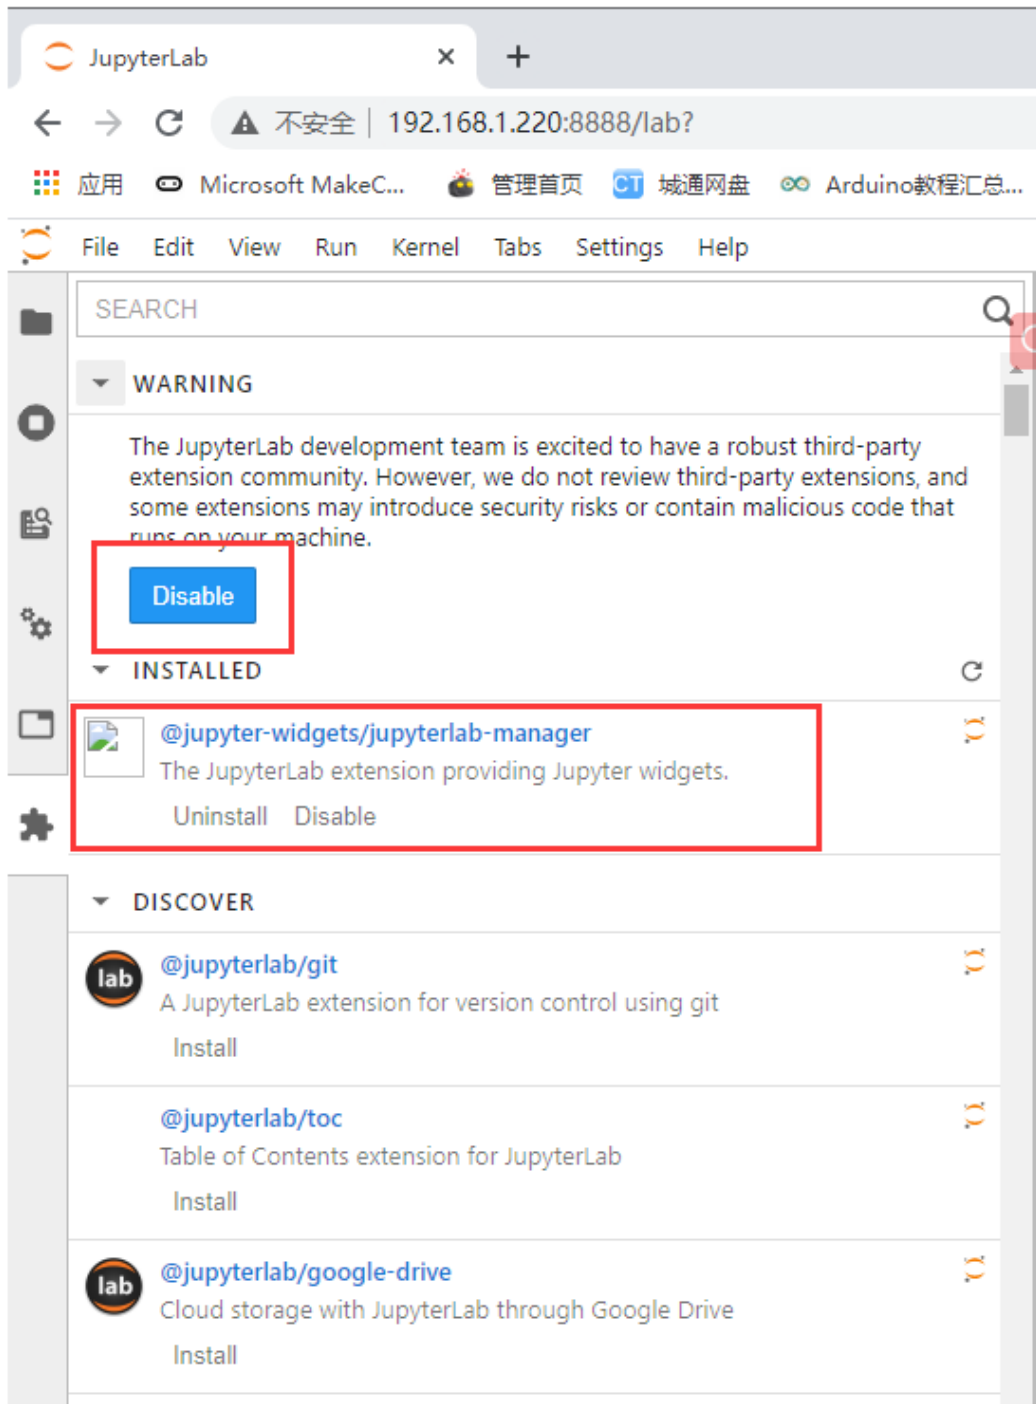 JupyterLab
不安全 | 192.168.1.220:8888/lab?
应用 Microsoft MakeC... 管理首页 CT 城通网盘 Arduino教程汇总...
File Edit View Run Kernel Tabs Settings Help
SEARCH
WARNING
The JupyterLab development team is excited to have a robust third-party
extension community. However, we do not review third-party extensions, and
some extensions may introduce security risks or contain malicious code that
runs on your machine.
Disable
INSTALLED
@jupyter-widgets/jupyterlab-manager
The JupyterLab extension providing Jupyter widgets.
Uninstall Disable
DISCOVER
lab @jupyterlab/git
A JupyterLab extension for version control using git
Install
@jupyterlab/toc
Table of Contents extension for JupyterLab
Install
lab @jupyterlab/google-drive
Cloud storage with JupyterLab through Google Drive
Install